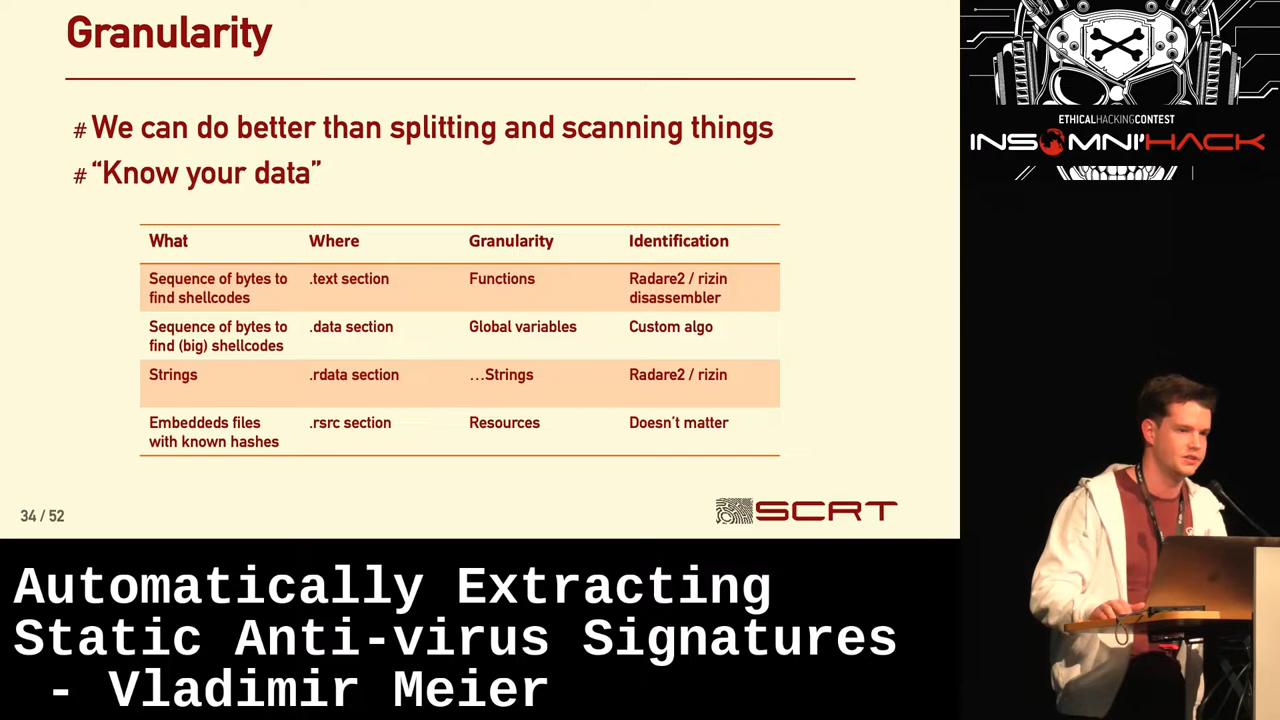 Granularity
# We can do better than splitting and scanning things
# “Know your data”
What Where Granularity Identification
Sequence of bytes to find shellcodes .text section Functions Radare2 / rizin disassembler
Sequence of bytes to find (big) shellcodes .data section Global variables Custom algo
Strings .rdata section …Strings Radare2 / rizin
Embeddeds files with known hashes .rsrc section Resources Doesn’t matter
34 / 52
SCRT
ETHICALHACKINGCONTEST
INSOMNI'HACK
Automatically Extracting
Static Anti-virus Signatures
- Vladimir Meier